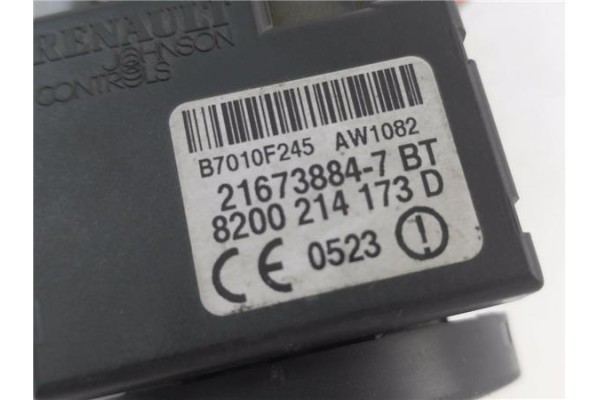 RENAULT
JOHNSON
CONTROLS
B7010F245 AW1082
21673884-7 BT
8200 214 173 D
CE 0523